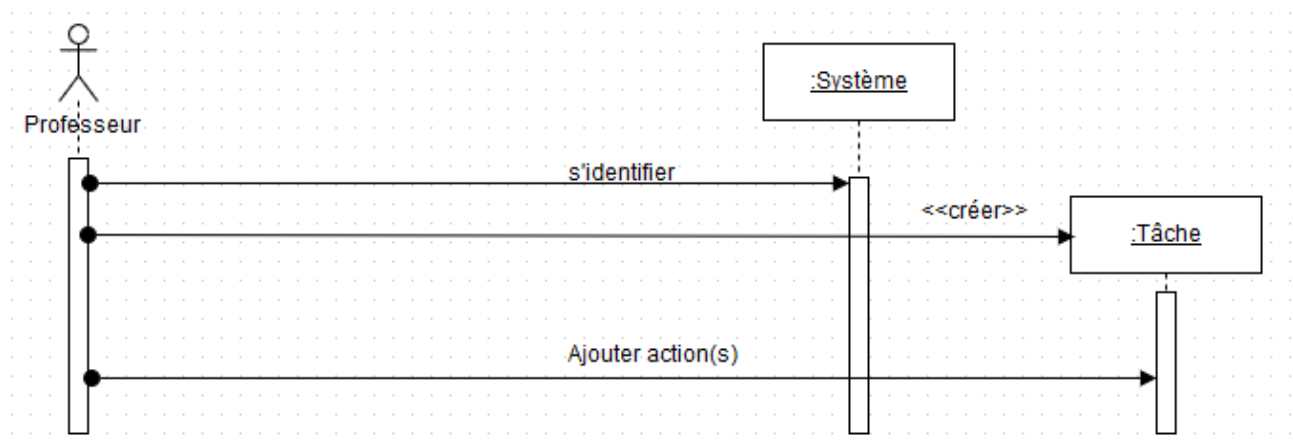 :Système
Professeur
s'identifier
<<créer>>
:Tâche
Ajouter action(s)